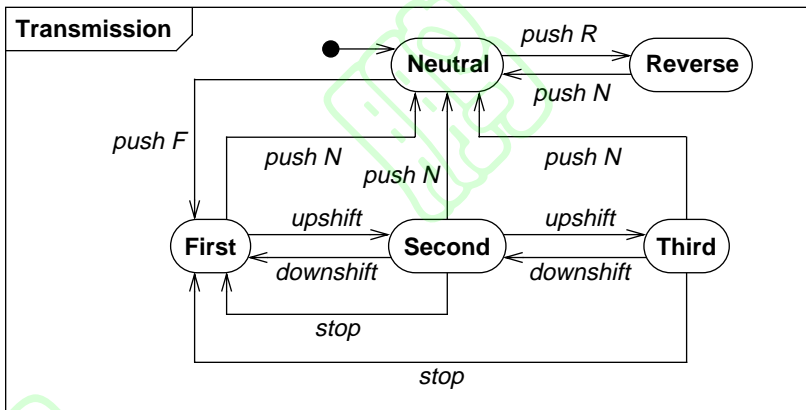 Transmission
push R
Neutral
Reverse
push N
push F
push N
push N
push N
upshift
upshift
First
Second
Third
downshift
downshift
stop
stop